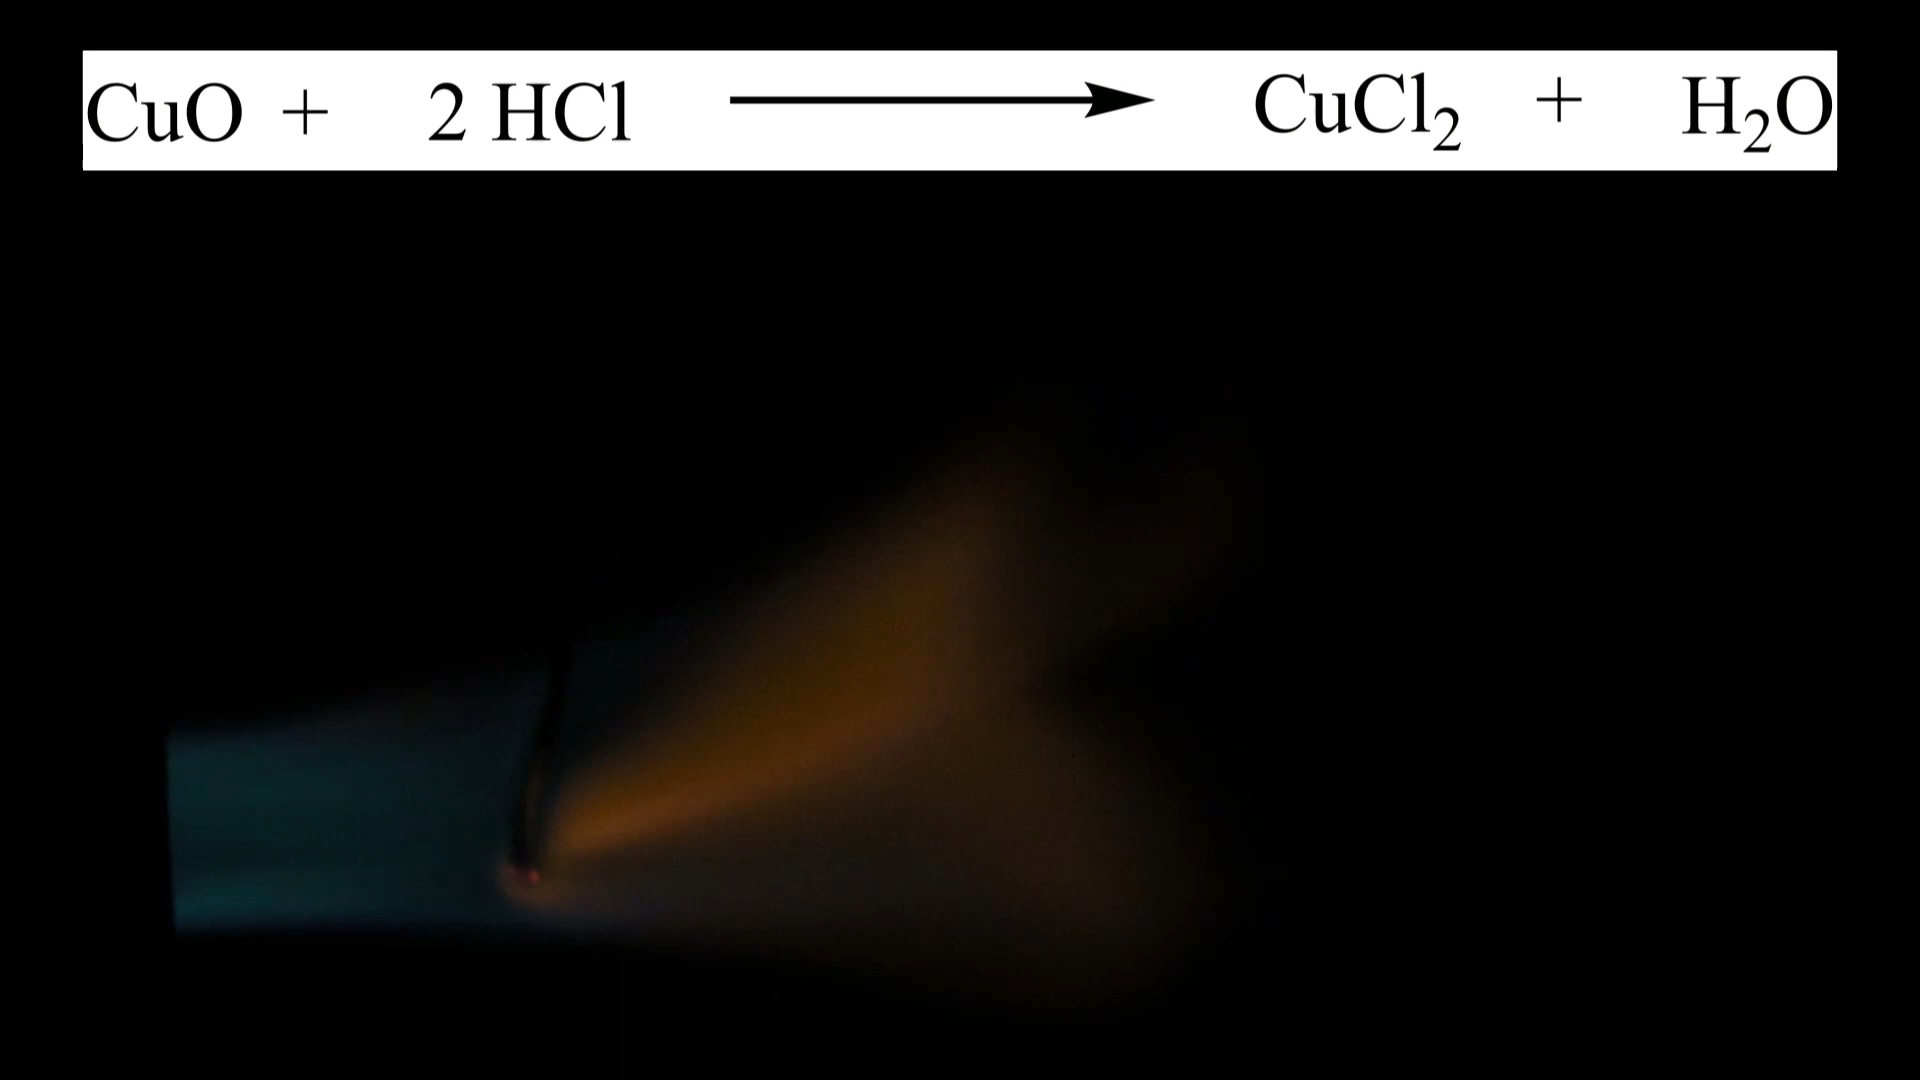 CuO + 2 HCl ⟶ CuCl₂ + H₂O